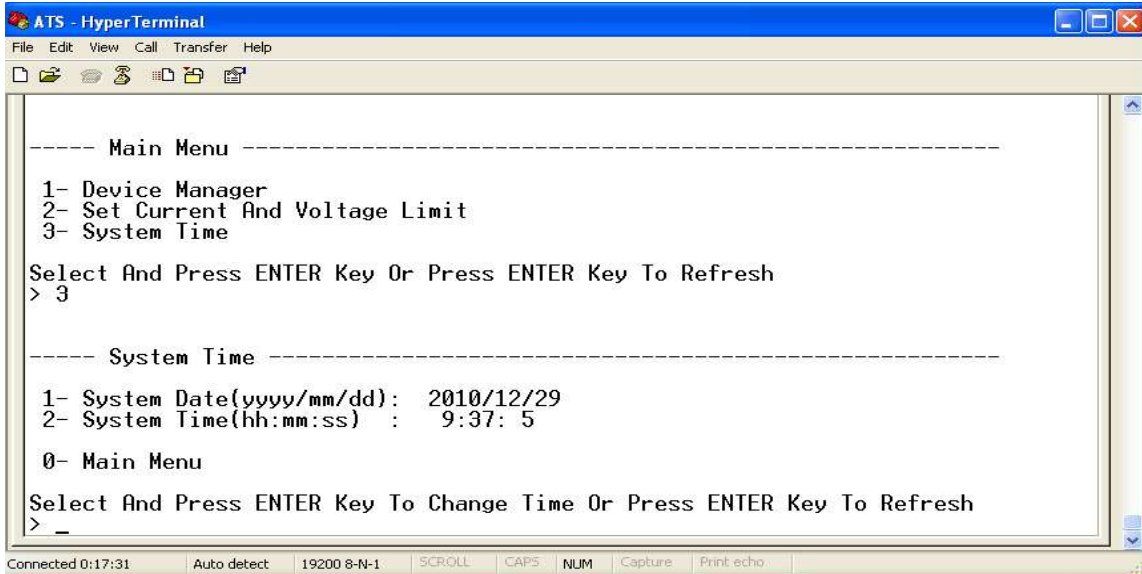 ATS - HyperTerminal
File Edit View Call Transfer Help
----- Main Menu ----------------------------------------------------------
1- Device Manager
2- Set Current And Voltage Limit
3- System Time
Select And Press ENTER Key Or Press ENTER Key To Refresh
> 3
----- System Time --------------------------------------------------------
1- System Date(yyyy/mm/dd):  2010/12/29
2- System Time(hh:mm:ss)  :   9:37: 5
0- Main Menu
Select And Press ENTER Key To Change Time Or Press ENTER Key To Refresh
> _
Connected 0:17:31 Auto detect 19200 8-N-1 SCROLL CAPS NUM Capture Print echo